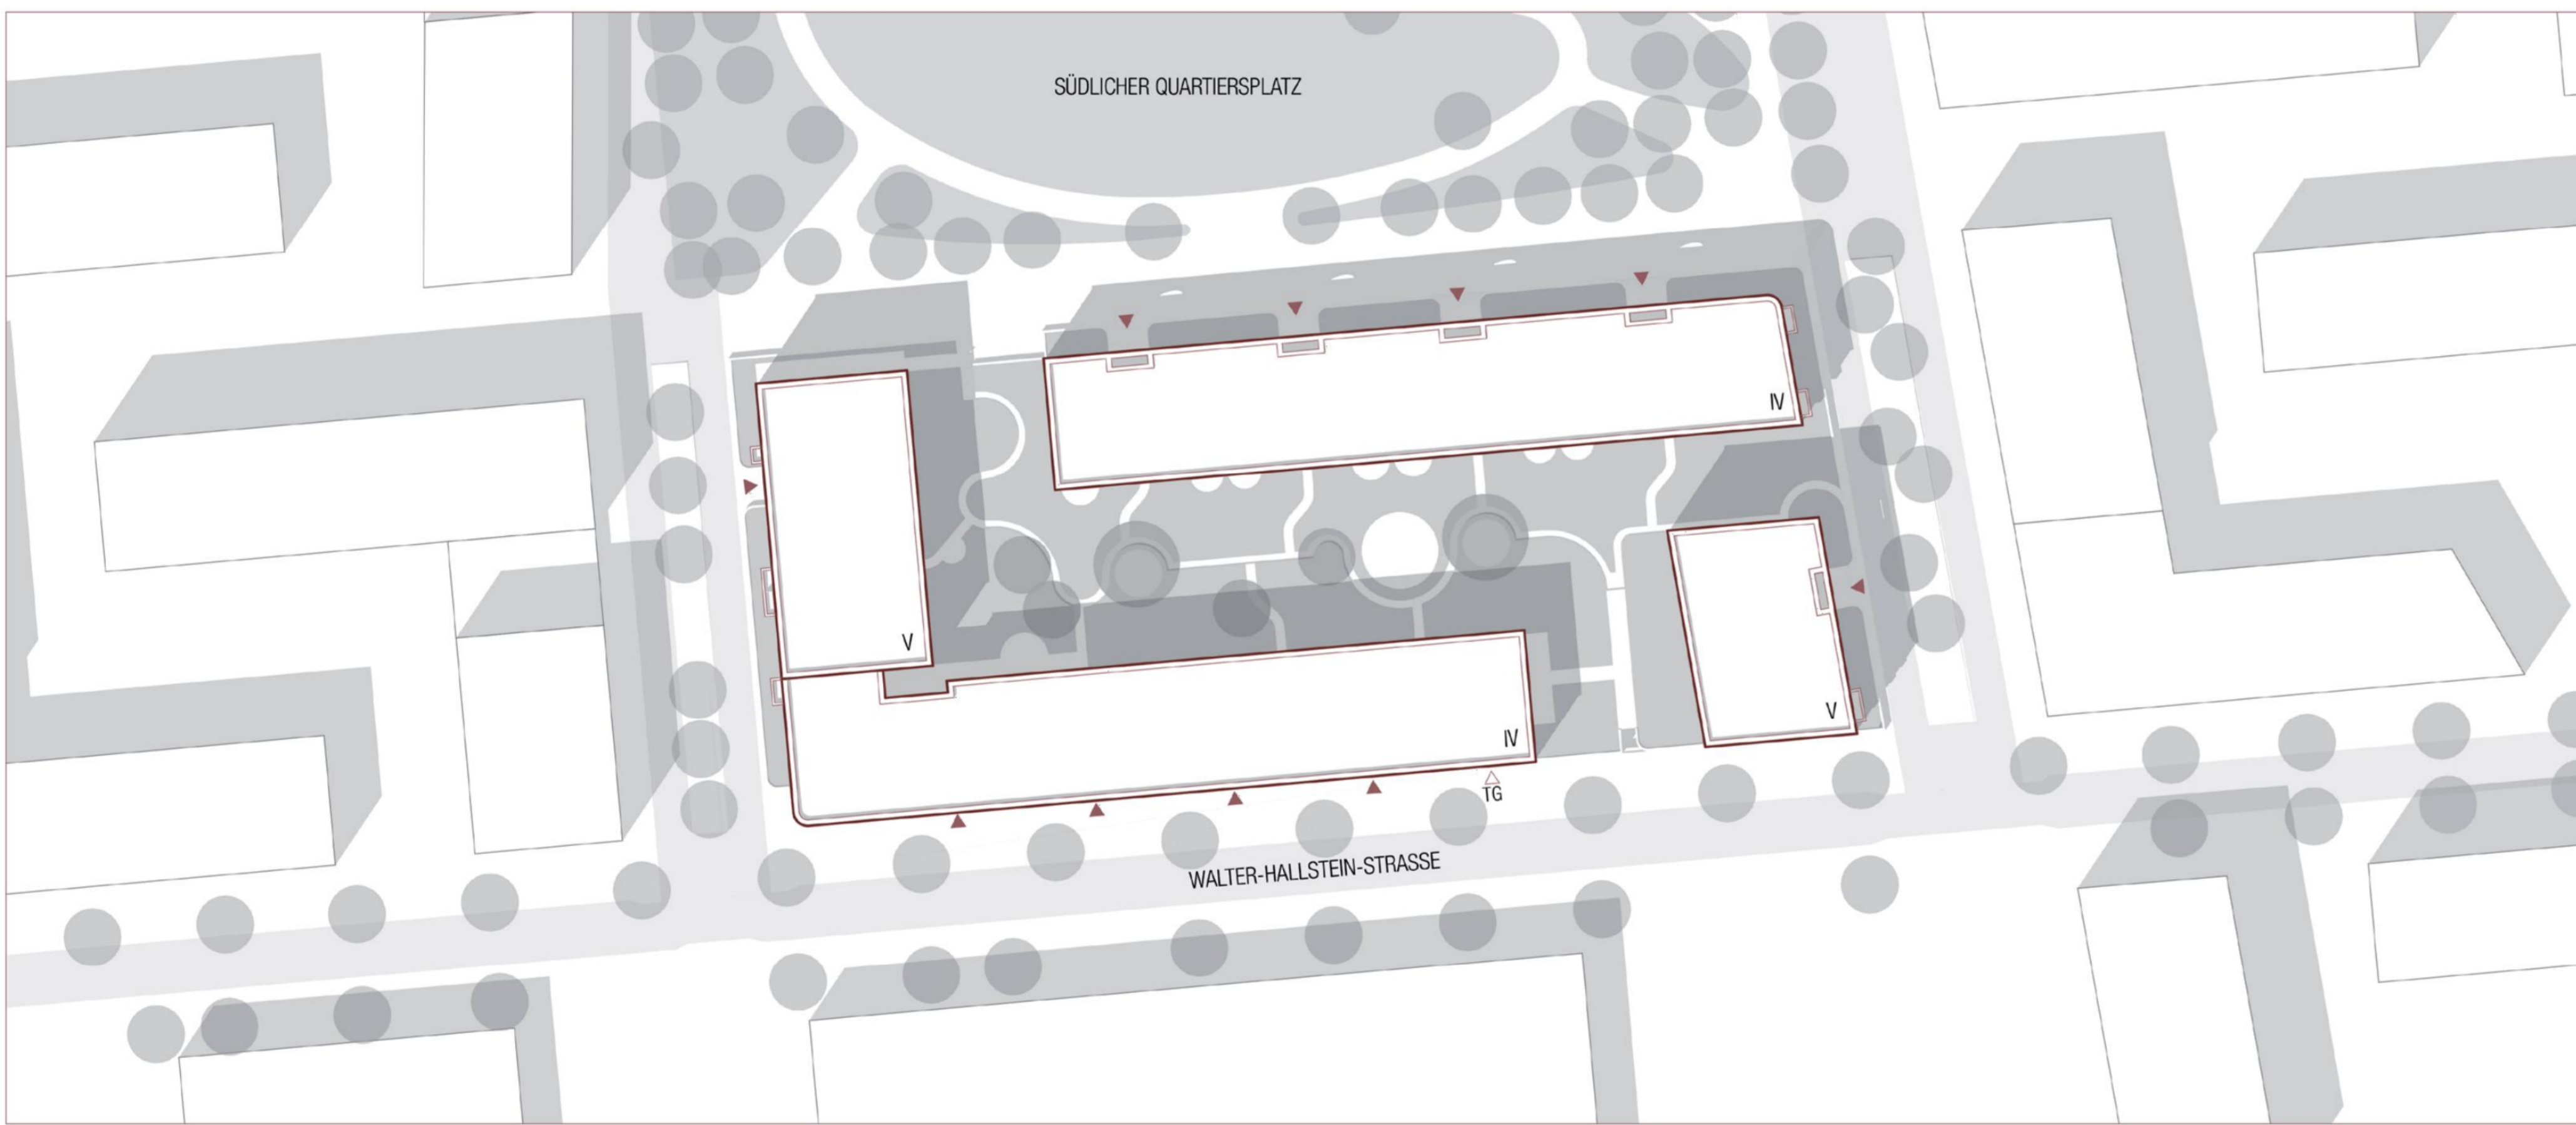 SÜDLICHER QUARTIERSPLATZ
IV
V
V
IV
TG
WALTER-HALLSTEIN-STRASSE